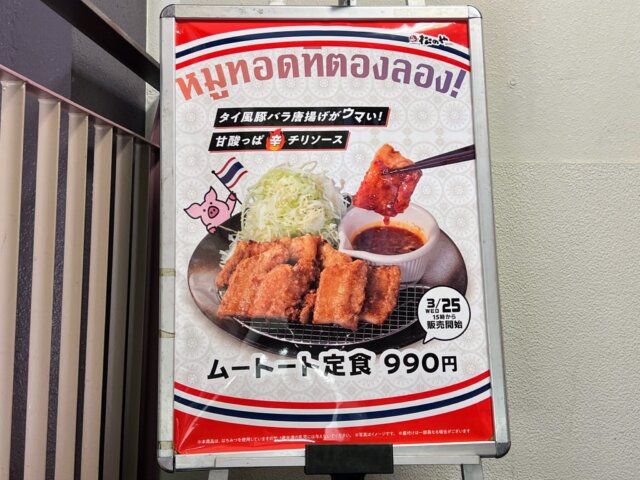 松のや
หมูทอดที่ต้องลอง!
タイ風豚バラ唐揚げがウマい!
甘酸っぱ辛チリソース
3/25
WED
15時から
販売開始
ムートート定食 990円